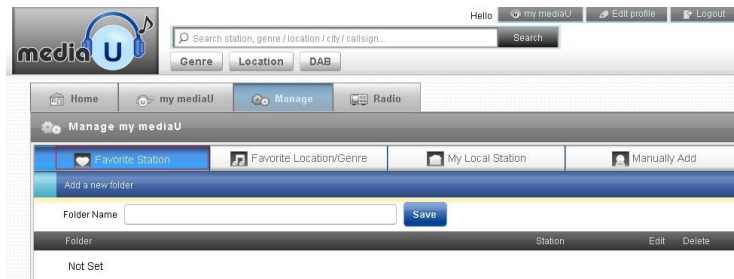 Hello my mediaU Edit profile Logout
media U
Search station, genre / location / city / callsign... Search
Genre Location DAB
Home my mediaU Manage Radio
Manage my mediaU
Favorite Station Favorite Location/Genre My Local Station Manually Add
Add a new folder
Folder Name Save
Folder Station Edit Delete
Not Set